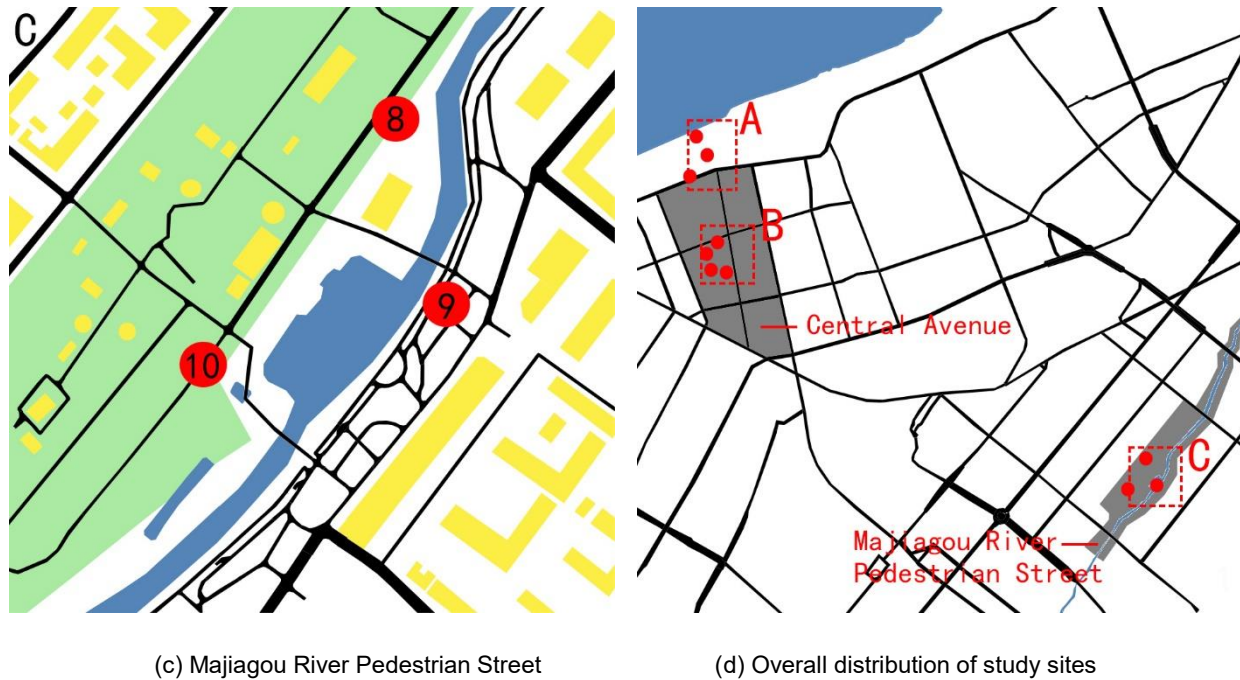 C
8
9
10
A
B
Central Avenue
C
Majiagou River
Pedestrian Street
(c) Majiagou River Pedestrian Street
(d) Overall distribution of study sites